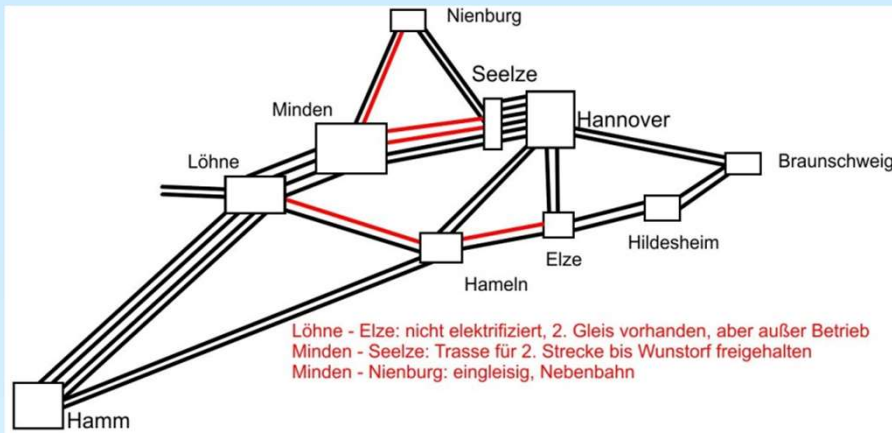 Nienburg
Seelze
Minden
Hannover
Löhne
Braunschweig
Hildesheim
Elze
Hameln
Löhne - Elze: nicht elektrifiziert, 2. Gleis vorhanden, aber außer Betrieb
Minden - Seelze: Trasse für 2. Strecke bis Wunstorf freigehalten
Minden - Nienburg: eingleisig, Nebenbahn
Hamm